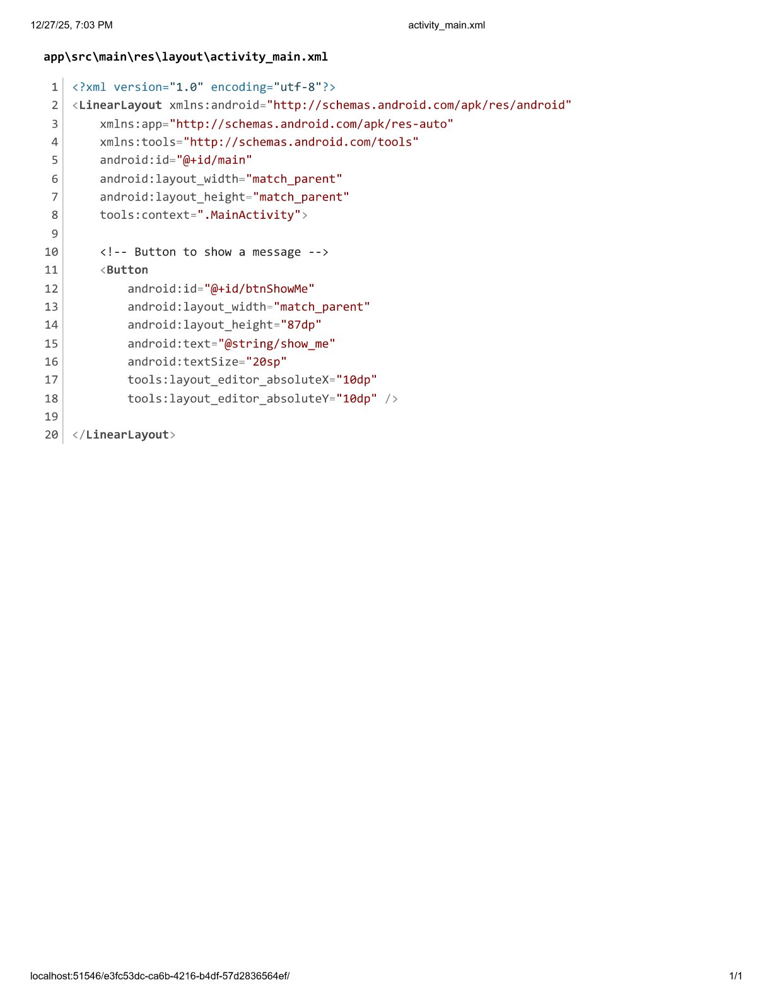 12/27/25, 7:03 PM activity_main.xml
app\src\main\res\layout\activity_main.xml
1 <?xml version="1.0" encoding="utf-8"?>
2 <LinearLayout xmlns:android="http://schemas.android.com/apk/res/android"
3     xmlns:app="http://schemas.android.com/apk/res-auto"
4     xmlns:tools="http://schemas.android.com/tools"
5     android:id="@+id/main"
6     android:layout_width="match_parent"
7     android:layout_height="match_parent"
8     tools:context=".MainActivity">
9
10     <!-- Button to show a message -->
11     <Button
12         android:id="@+id/btnShowMe"
13         android:layout_width="match_parent"
14         android:layout_height="87dp"
15         android:text="@string/show_me"
16         android:textSize="20sp"
17         tools:layout_editor_absoluteX="10dp"
18         tools:layout_editor_absoluteY="10dp" />
19
20 </LinearLayout>
localhost:51546/e3fc53dc-ca6b-4216-b4df-57d2836564ef/ 1/1